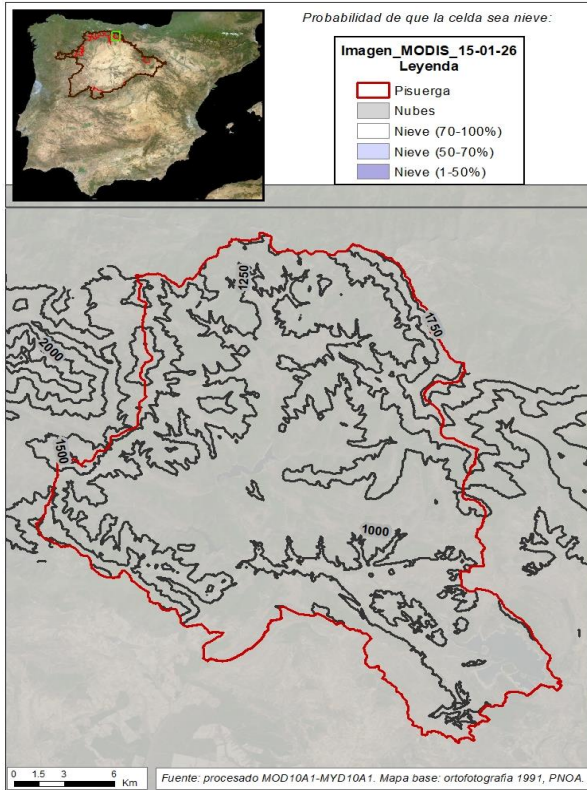 Probabilidad de que la celda sea nieve:
Imagen_MODIS_15-01-26
Leyenda
Pisuerga
Nubes
Nieve (70-100%)
Nieve (50-70%)
Nieve (1-50%)
1250
1750
2000
1500
1000
0 1.5 3 6
Km
Fuente: procesado MOD10A1-MYD10A1. Mapa base: ortofotografia 1991, PNOA.